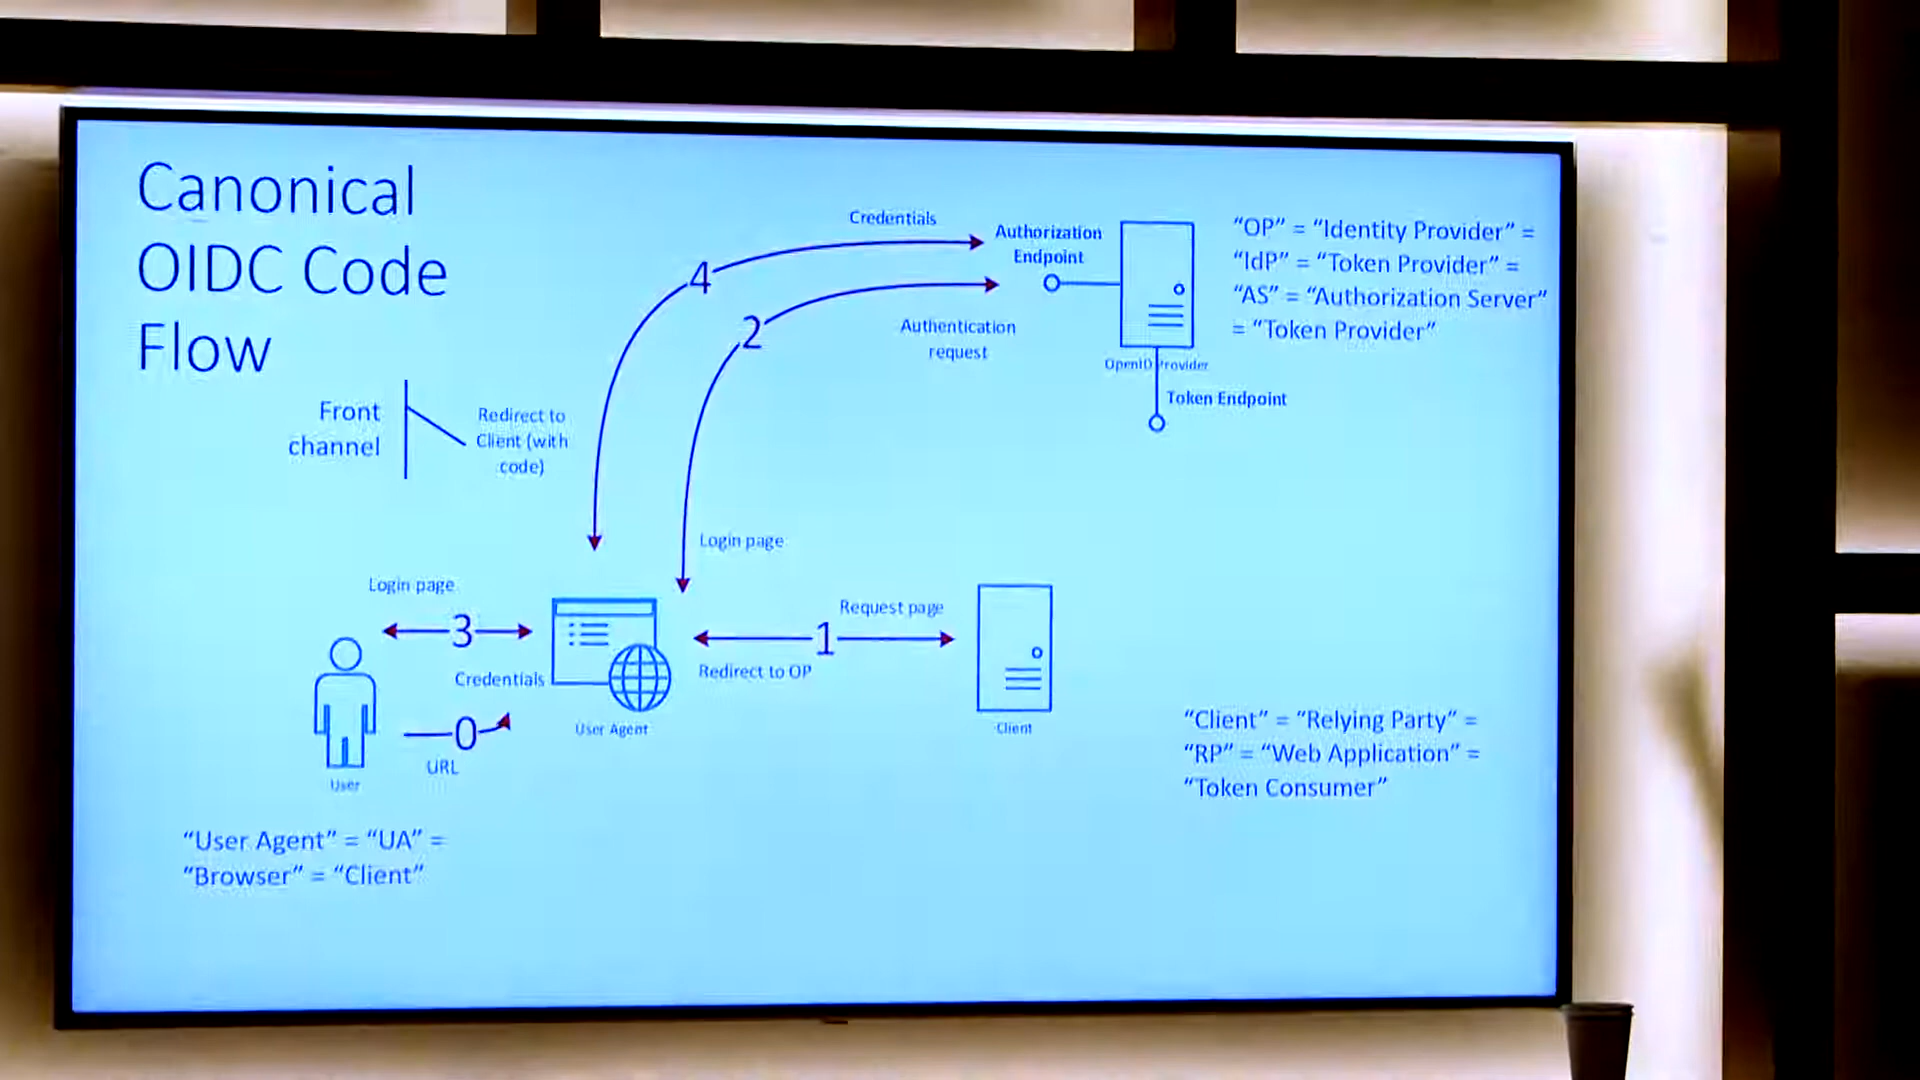 Canonical
OIDC Code
Flow
Credentials
4
Authorization
Endpoint
2
Authentication
request
OpenID Provider
Token Endpoint
“OP” = “Identity Provider” =
“IdP” = “Token Provider” =
“AS” = “Authorization Server”
= “Token Provider”
Front
channel
Redirect to
Client (with
code)
Login page
Login page
3
Credentials
0
URL
User
User Agent
Request page
1
Redirect to OP
Client
“Client” = “Relying Party” =
“RP” = “Web Application” =
“Token Consumer”
“User Agent” = “UA” =
“Browser” = “Client”